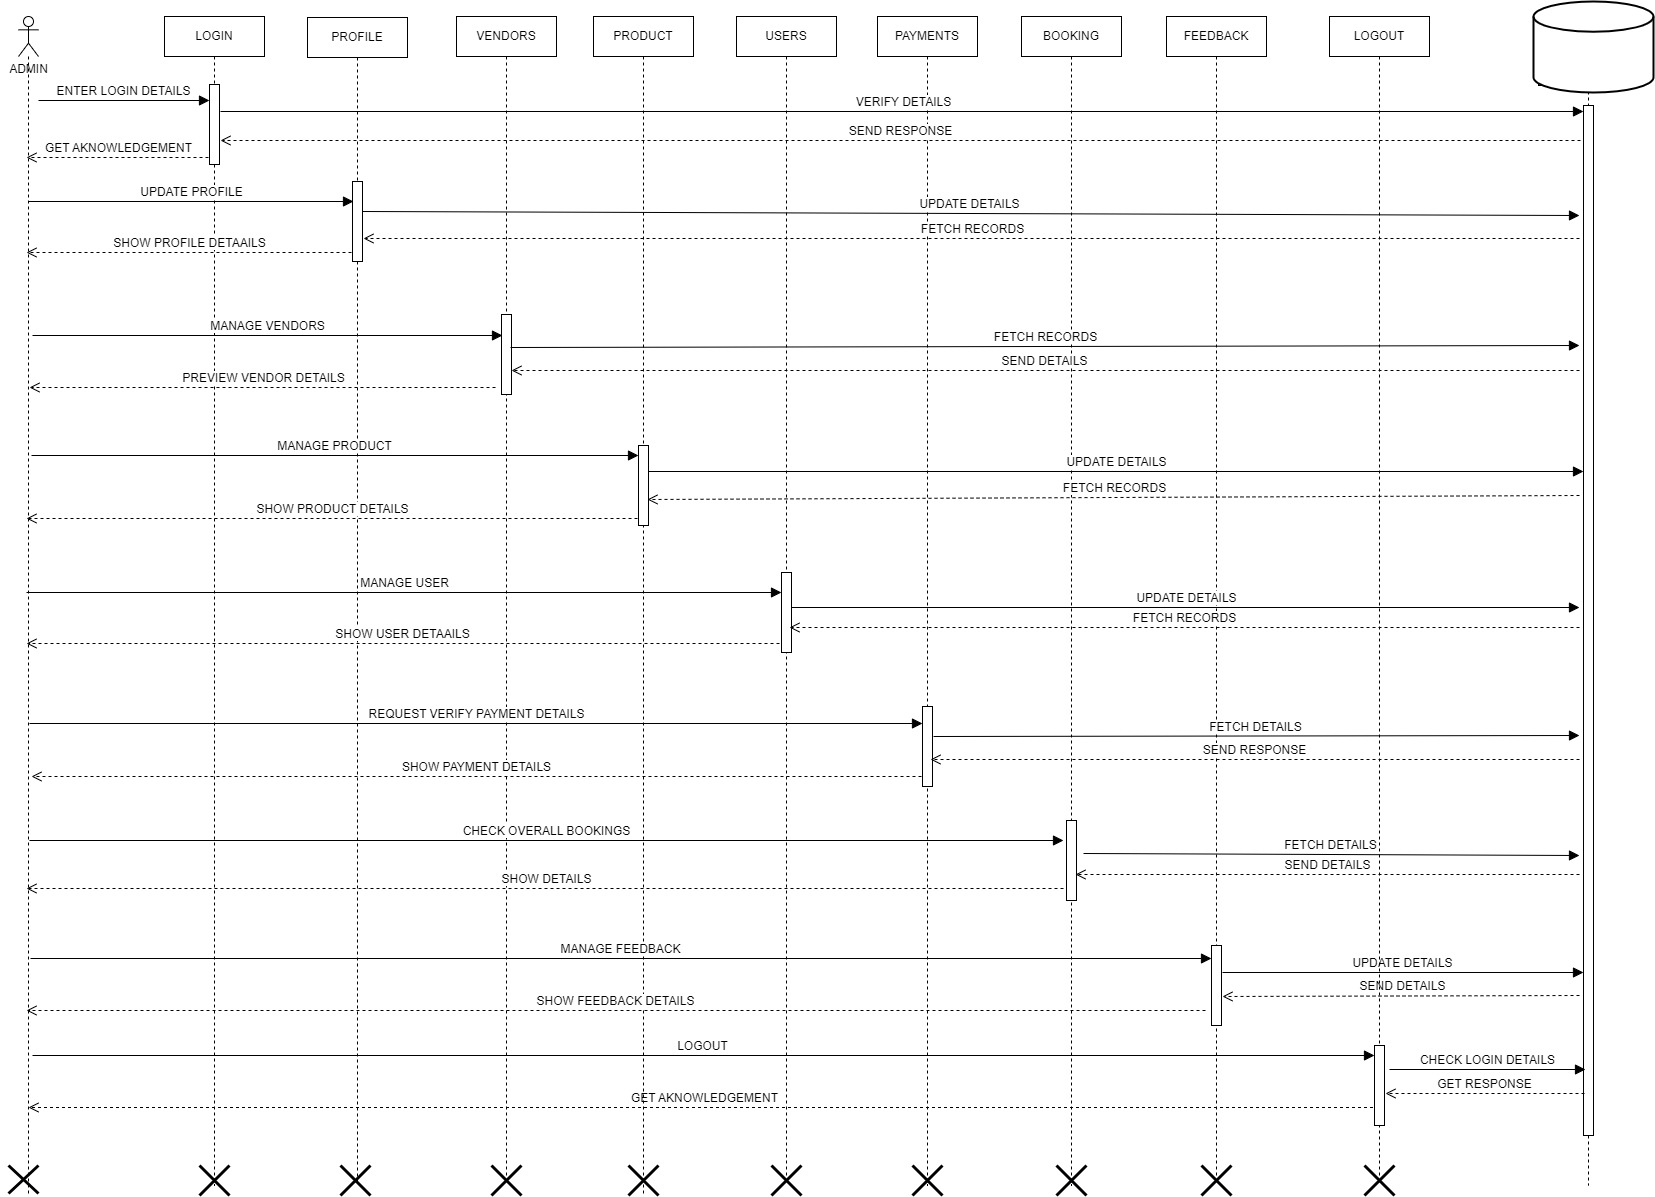 LOGIN
PROFILE
VENDORS
PRODUCT
USERS
PAYMENTS
BOOKING
FEEDBACK
LOGOUT
ADMIN
ENTER LOGIN DETAILS
VERIFY DETAILS
SEND RESPONSE
GET AKNOWLEDGEMENT
UPDATE PROFILE
UPDATE DETAILS
FETCH RECORDS
SHOW PROFILE DETAAILS
MANAGE VENDORS
FETCH RECORDS
SEND DETAILS
PREVIEW VENDOR DETAILS
MANAGE PRODUCT
UPDATE DETAILS
FETCH RECORDS
SHOW PRODUCT DETAILS
MANAGE USER
UPDATE DETAILS
FETCH RECORDS
SHOW USER DETAAILS
REQUEST VERIFY PAYMENT DETAILS
FETCH DETAILS
SEND RESPONSE
SHOW PAYMENT DETAILS
CHECK OVERALL BOOKINGS
FETCH DETAILS
SEND DETAILS
SHOW DETAILS
MANAGE FEEDBACK
UPDATE DETAILS
SEND DETAILS
SHOW FEEDBACK DETAILS
LOGOUT
CHECK LOGIN DETAILS
GET RESPONSE
GET AKNOWLEDGEMENT